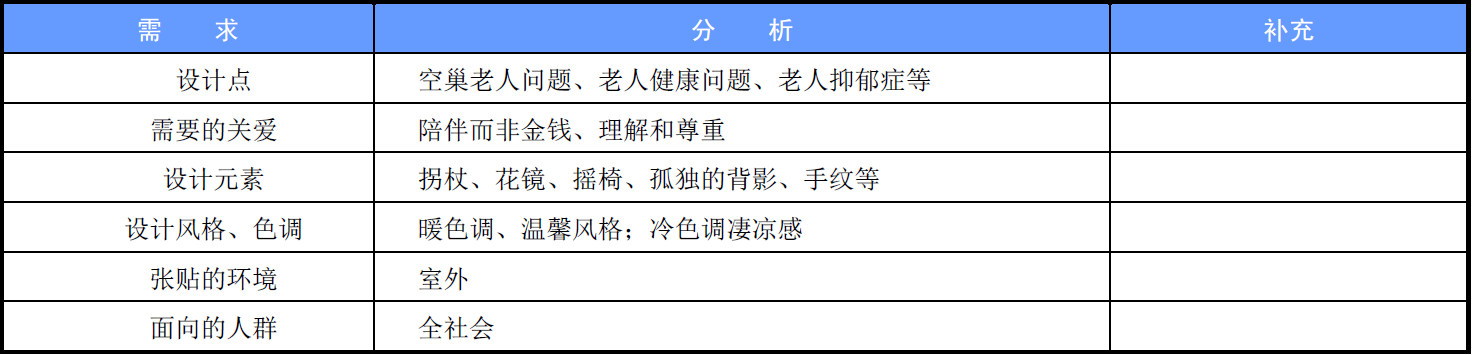 需 求 分 析 补充
设计点 空巢老人问题、老人健康问题、老人抑郁症等
需要的关爱 陪伴而非金钱、理解和尊重
设计元素 拐杖、花镜、摇椅、孤独的背影、手纹等
设计风格、色调 暖色调、温馨风格；冷色调凄凉感
张贴的环境 室外
面向的人群 全社会